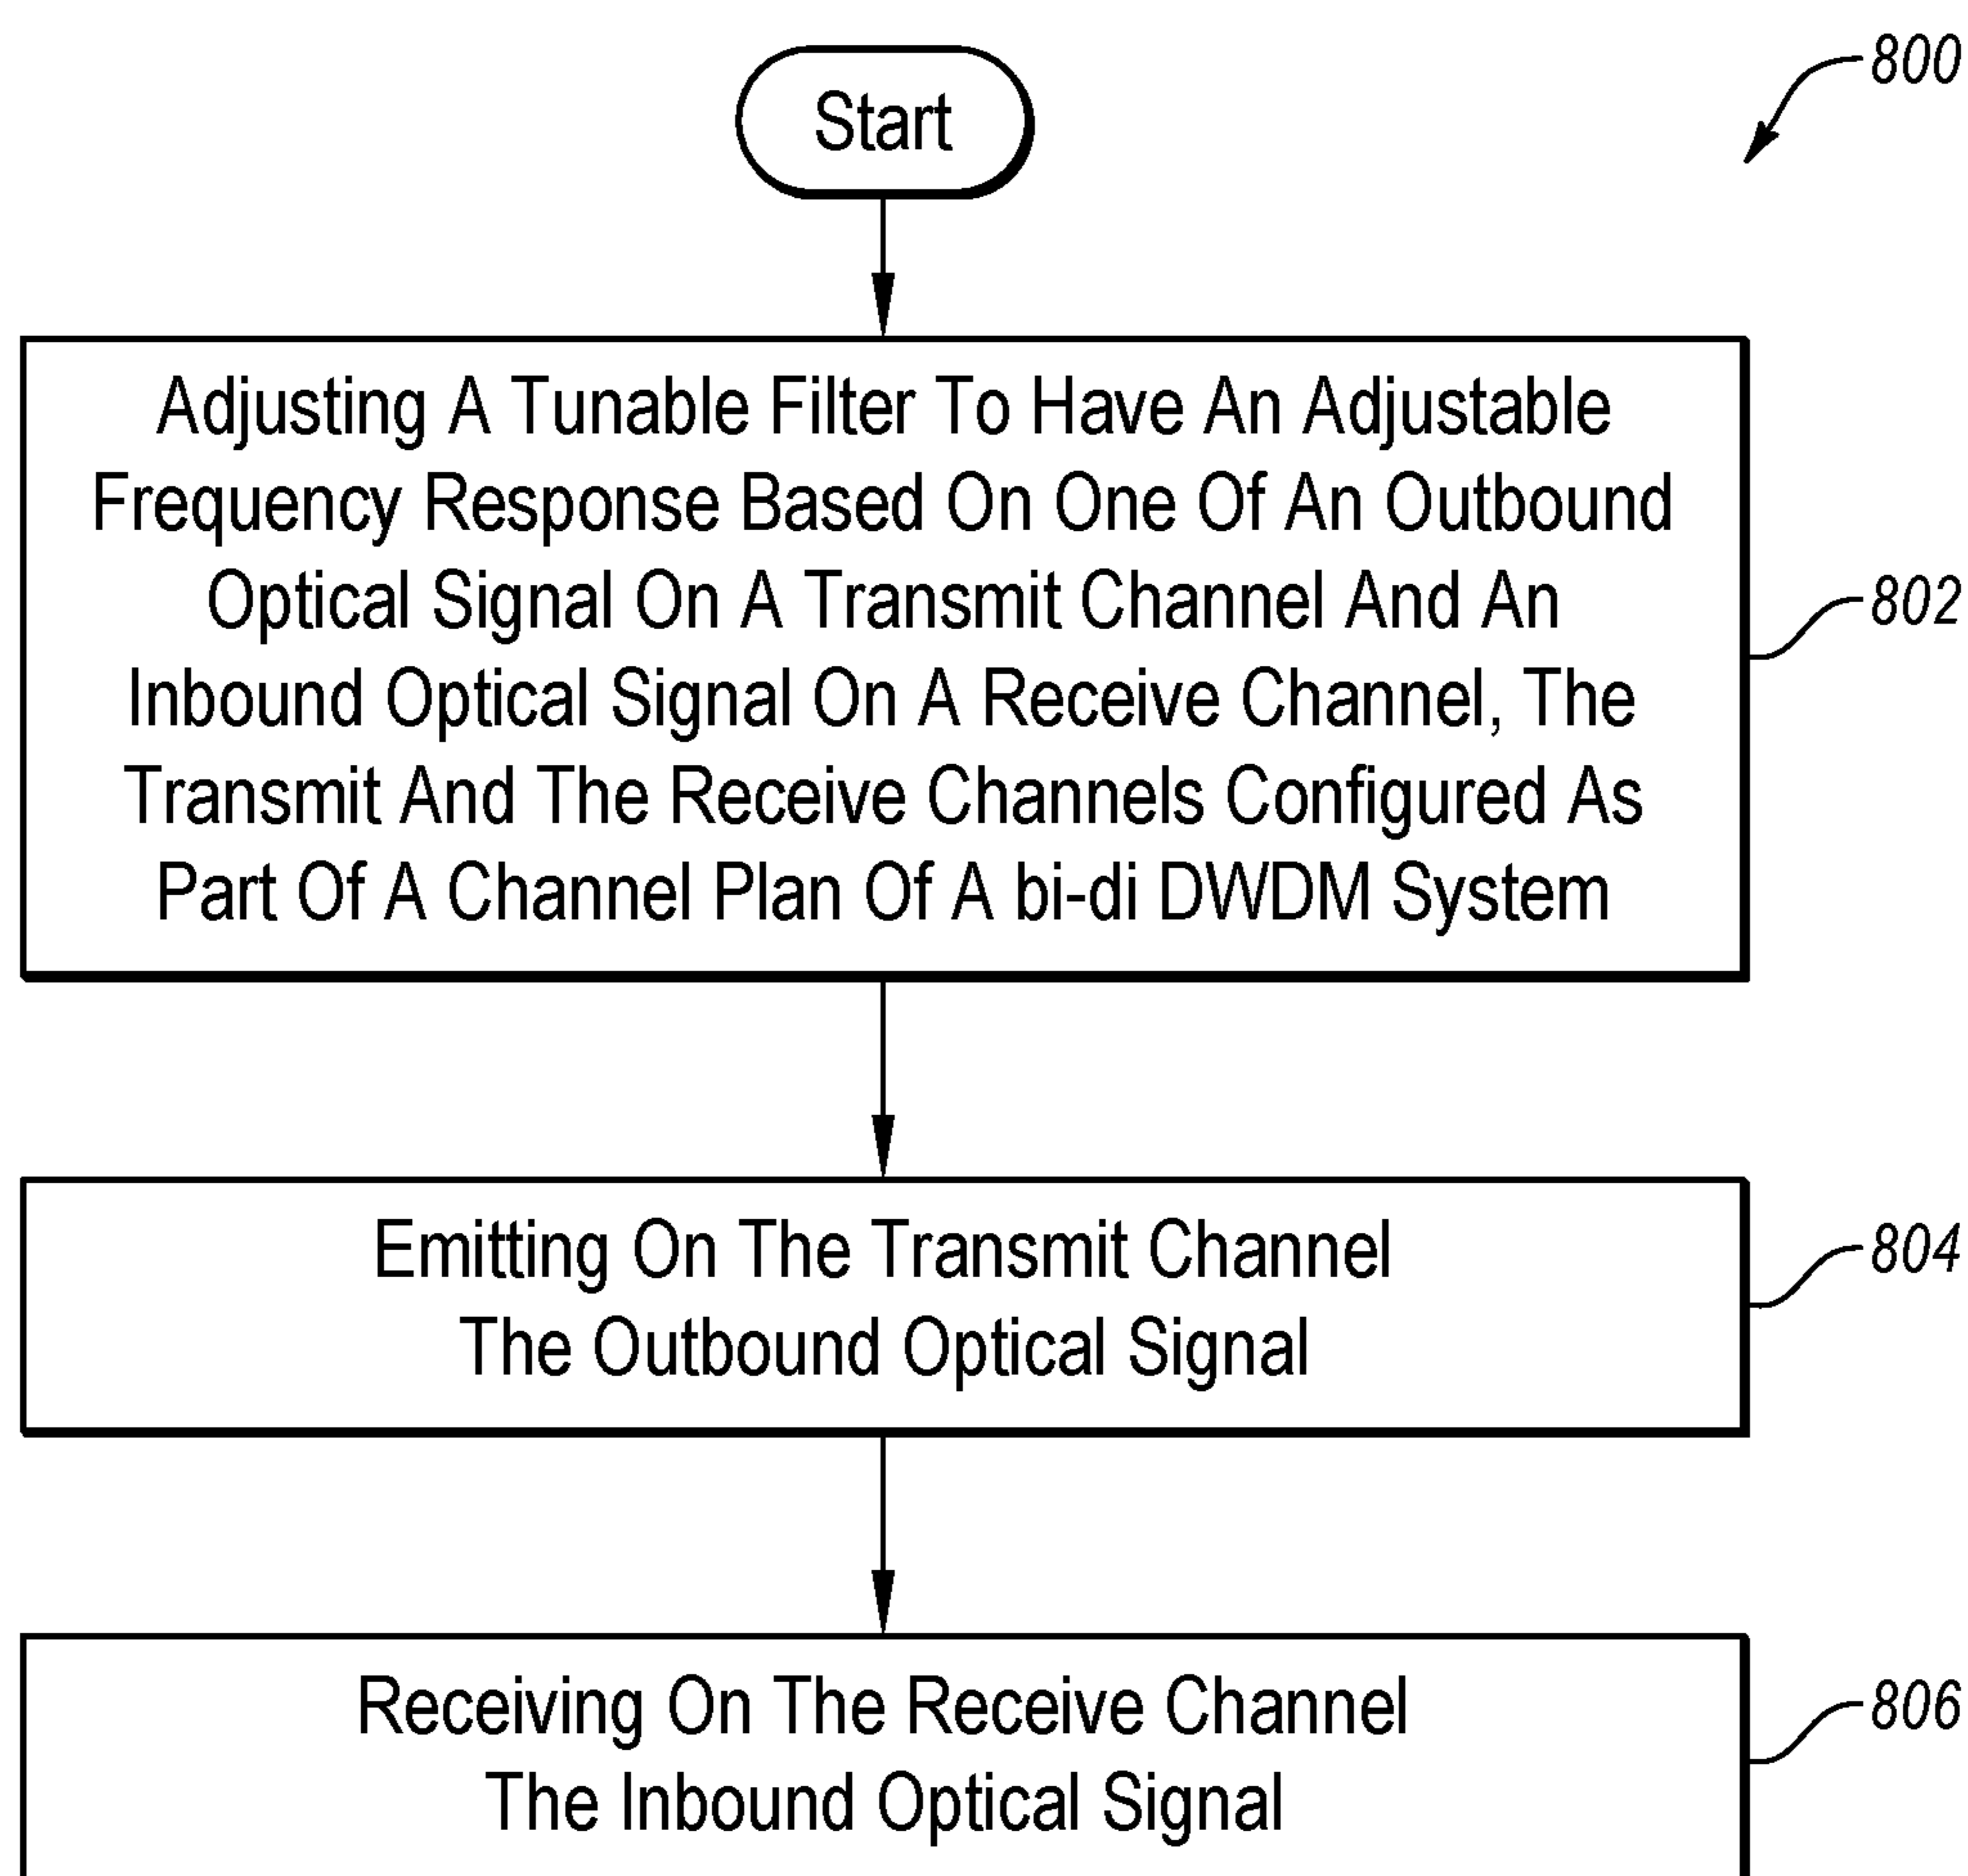 800
Start
Adjusting A Tunable Filter To Have An Adjustable
Frequency Response Based On One Of An Outbound
Optical Signal On A Transmit Channel And An
Inbound Optical Signal On A Receive Channel, The
Transmit And The Receive Channels Configured As
Part Of A Channel Plan Of A bi-di DWDM System
802
Emitting On The Transmit Channel
The Outbound Optical Signal
804
Receiving On The Receive Channel
The Inbound Optical Signal
806